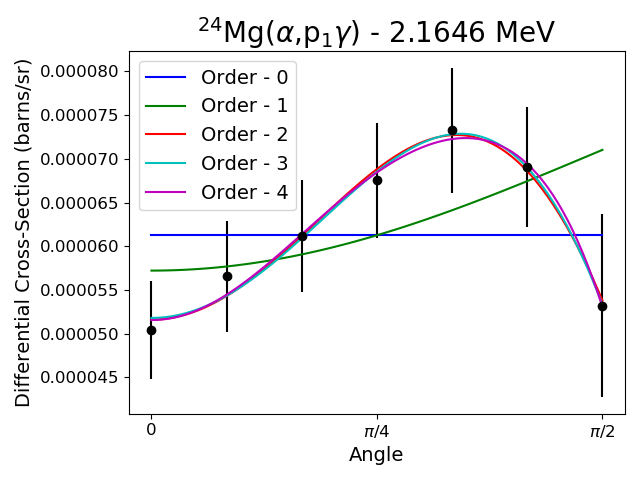 ²⁴Mg(α,p₁γ) - 2.1646 MeV
Order - 0
Order - 1
Order - 2
Order - 3
Order - 4
Differential Cross-Section (barns/sr)
0.000080
0.000075
0.000070
0.000065
0.000060
0.000055
0.000050
0.000045
0
π/4
π/2
Angle